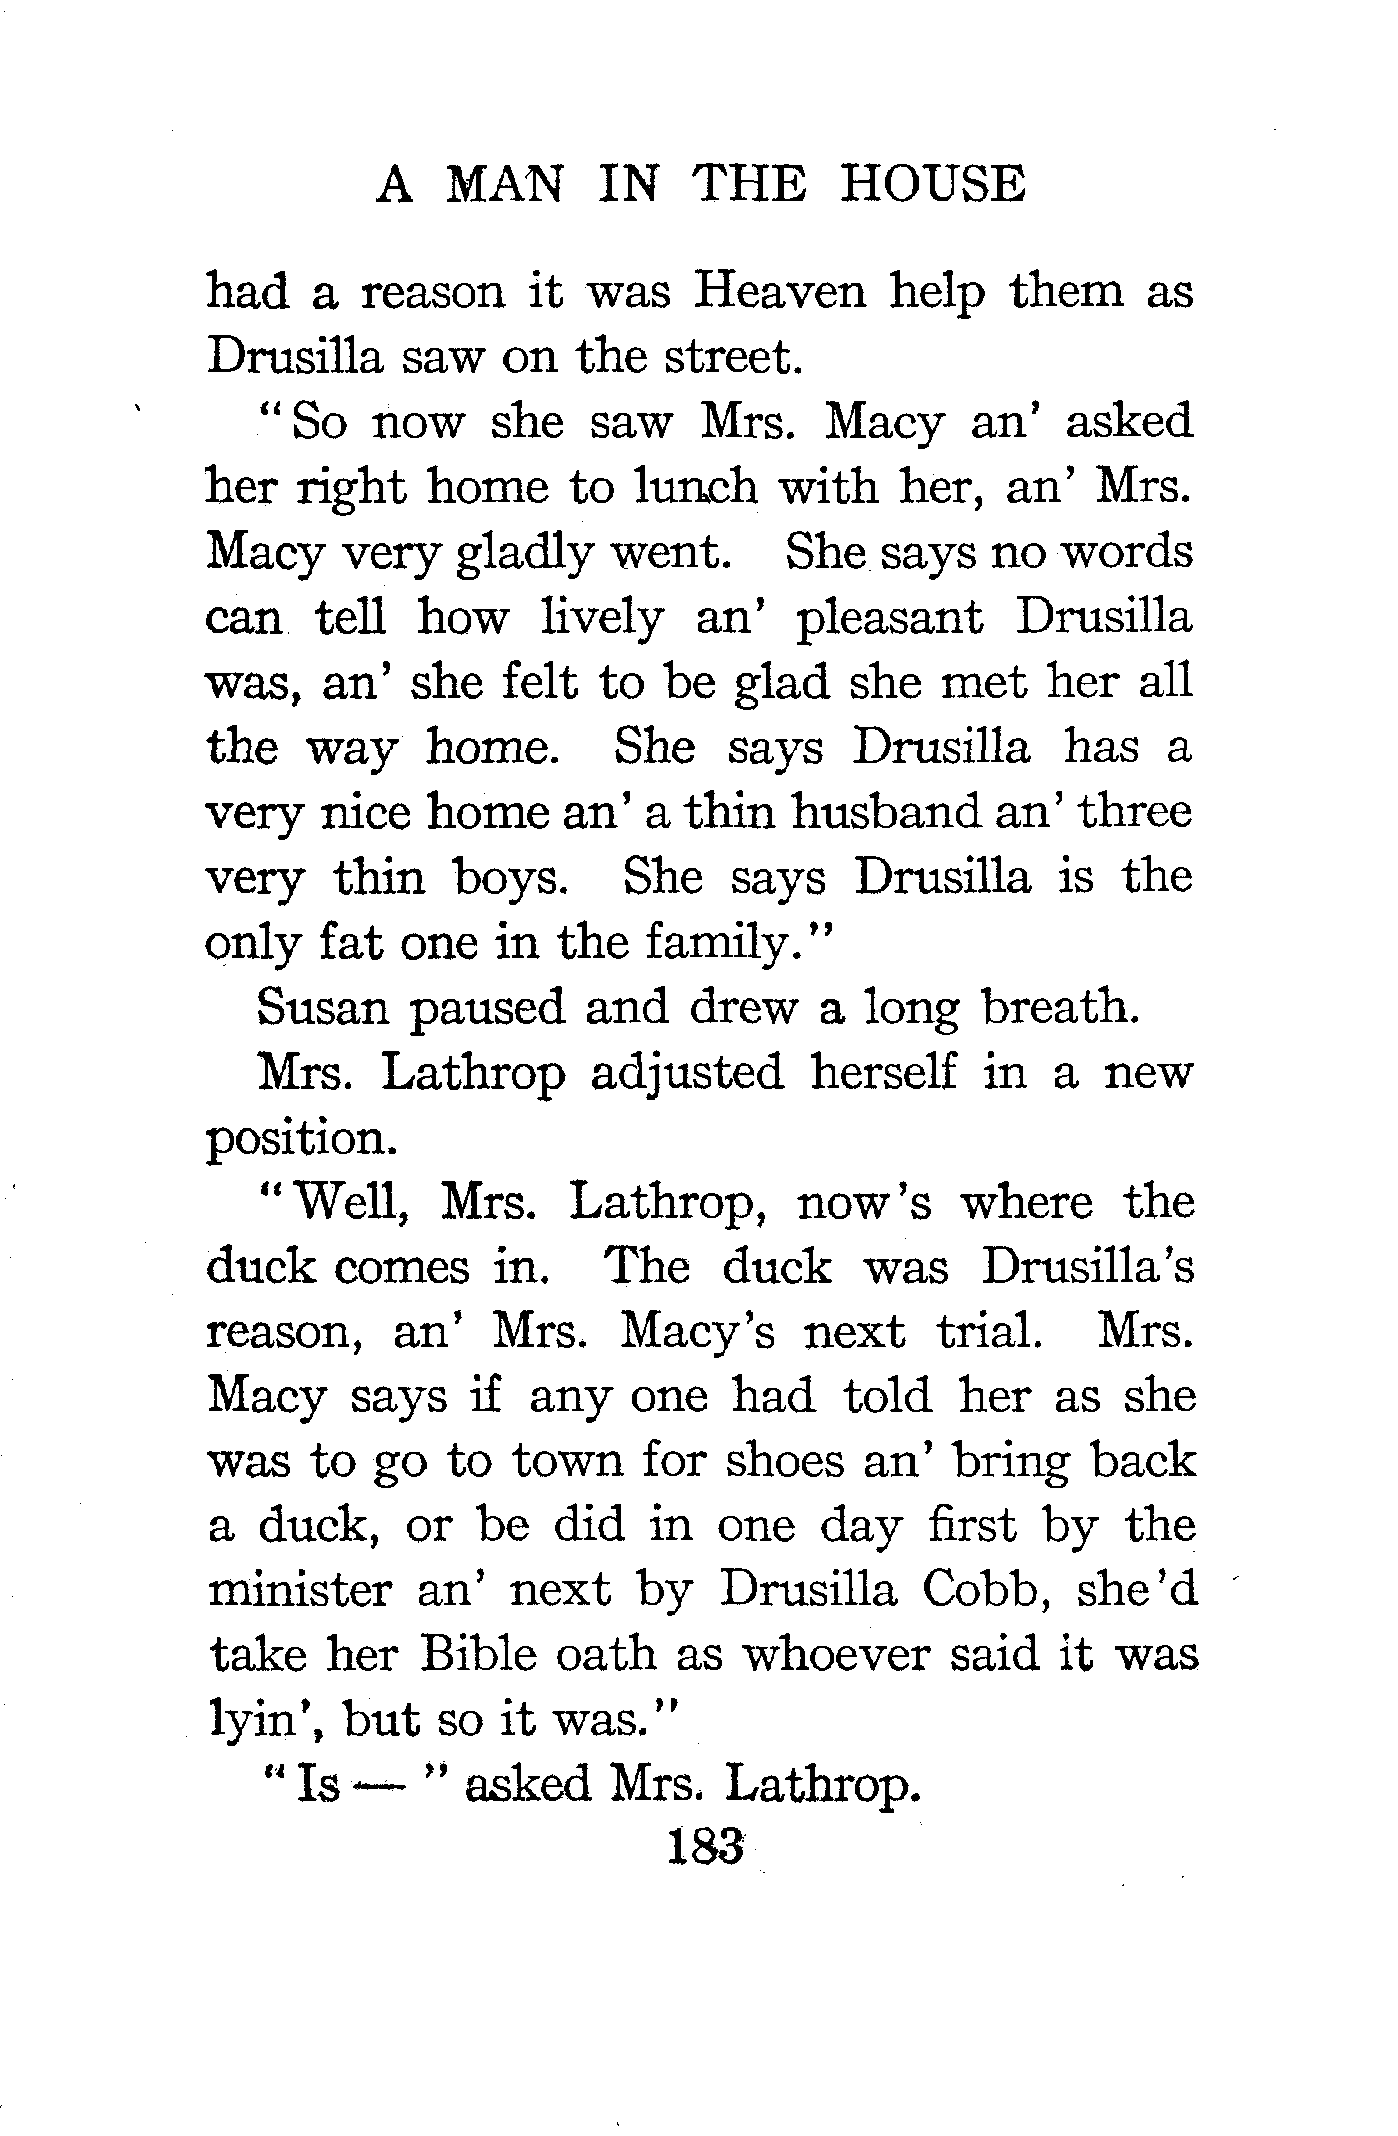 A MAN IN THE HOUSE
had a reason it was Heaven help them as
Drusilla saw on the street.
"So now she saw Mrs. Macy an' asked
her right home to lunch with her, an' Mrs.
Macy very gladly went. She says no words
can tell how lively an' pleasant Drusilla
was, an' she felt to be glad she met her all
the way home. She says Drusilla has a
very nice home an' a thin husband an' three
very thin boys. She says Drusilla is the
only fat one in the family."
Susan paused and drew a long breath.
Mrs. Lathrop adjusted herself in a new
position.
"Well, Mrs. Lathrop, now's where the
duck comes in. The duck was Drusilla's
reason, an' Mrs. Macy's next trial. Mrs.
Macy says if any one had told her as she
was to go to town for shoes an' bring back
a duck, or be did in one day first by the
minister an' next by Drusilla Cobb, she'd
take her Bible oath as whoever said it was
lyin', but so it was."
"Is — " asked Mrs. Lathrop.
183